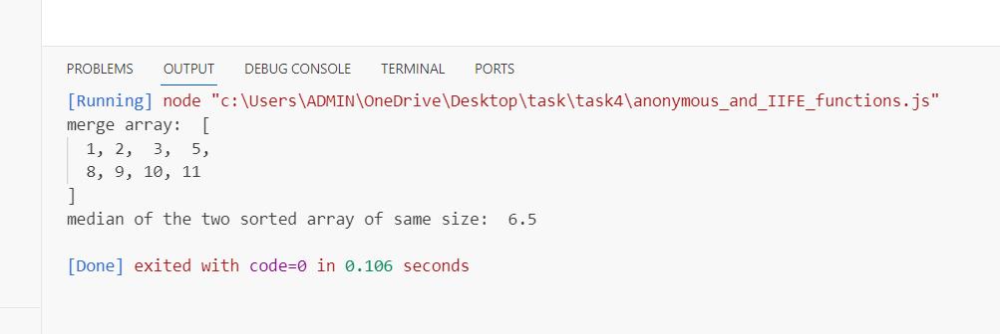 PROBLEMS OUTPUT DEBUG CONSOLE TERMINAL PORTS
[Running] node "c:\Users\ADMIN\OneDrive\Desktop\task\task4\anonymous_and_IIFE_functions.js"
merge array:  [
  1, 2,  3,  5,
  8, 9, 10, 11
]
median of the two sorted array of same size:  6.5
[Done] exited with code=0 in 0.106 seconds